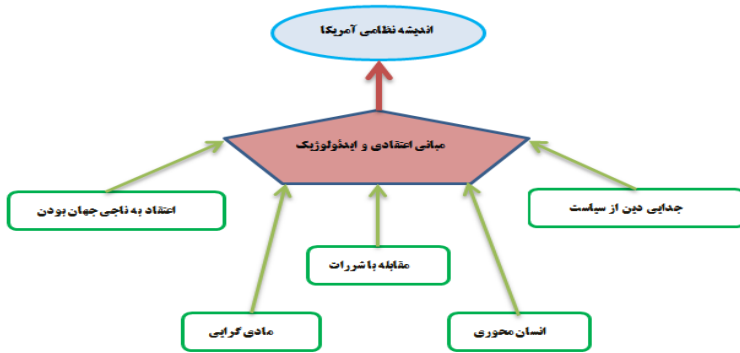 اندیشه نظامی آمریکا
مبانی اعتقادی و ایدئولوژیک
جدایی دین از سیاست
اعتقاد به ناجی جهان بودن
مقابله با شررات
انسان محوری
مادی گرایی